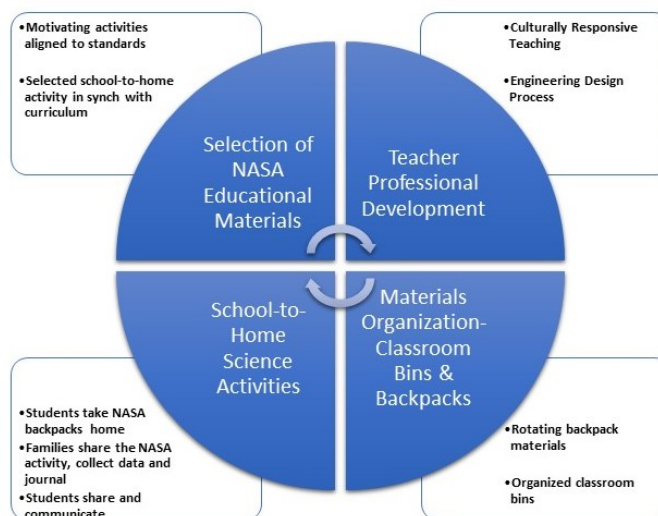 •Motivating activities
aligned to standards
•Selected school-to-home
activity in synch with
curriculum
•Culturally Responsive
Teaching
•Engineering Design
Process
Selection of
NASA
Educational
Materials
Teacher
Professional
Development
School-to-
Home
Science
Activities
Materials
Organization-
Classroom
Bins &
Backpacks
•Students take NASA
backpacks home
•Families share the NASA
activity, collect data and
journal
•Students share and
communicate
•Rotating backpack
materials
•Organized classroom
bins